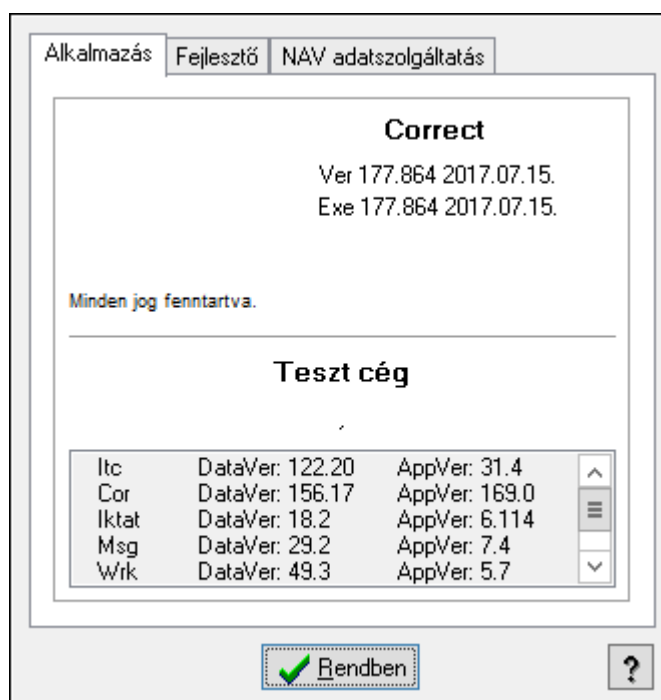 Alkalmazás Fejlesztő NAV adatszolgáltatás
Correct
Ver 177.864 2017.07.15.
Exe 177.864 2017.07.15.
Minden jog fenntartva.
Teszt cég
,
Itc DataVer: 122.20 AppVer: 31.4
Cor DataVer: 156.17 AppVer: 169.0
Iktat DataVer: 18.2 AppVer: 6.114
Msg DataVer: 29.2 AppVer: 7.4
Wrk DataVer: 49.3 AppVer: 5.7
Rendben ?